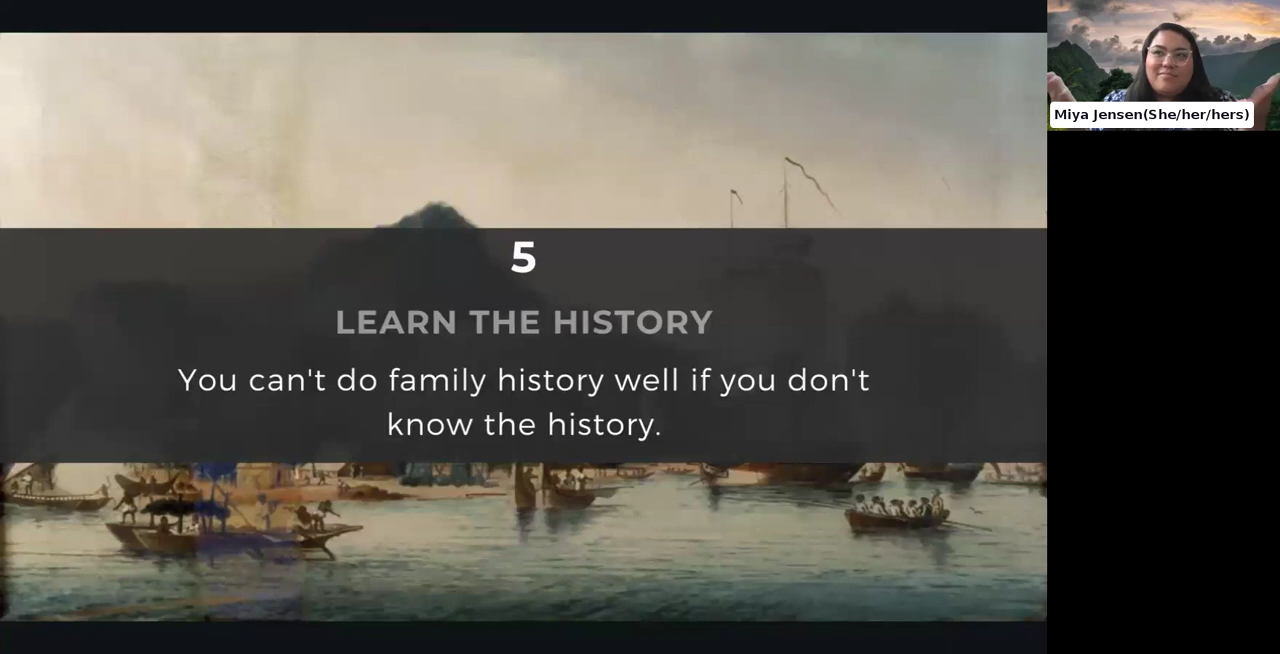 5
LEARN THE HISTORY
You can't do family history well if you don't
know the history.
Miya Jensen(She/her/hers)